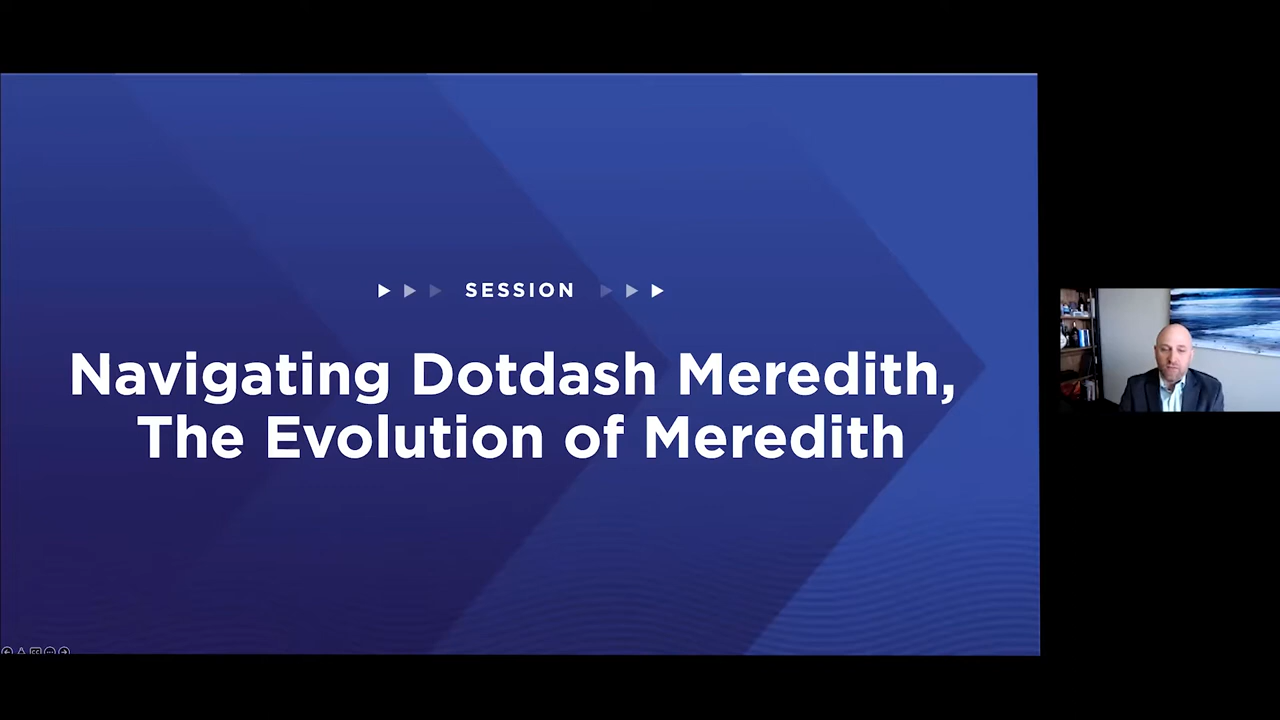 SESSION
Navigating Dotdash Meredith,
The Evolution of Meredith